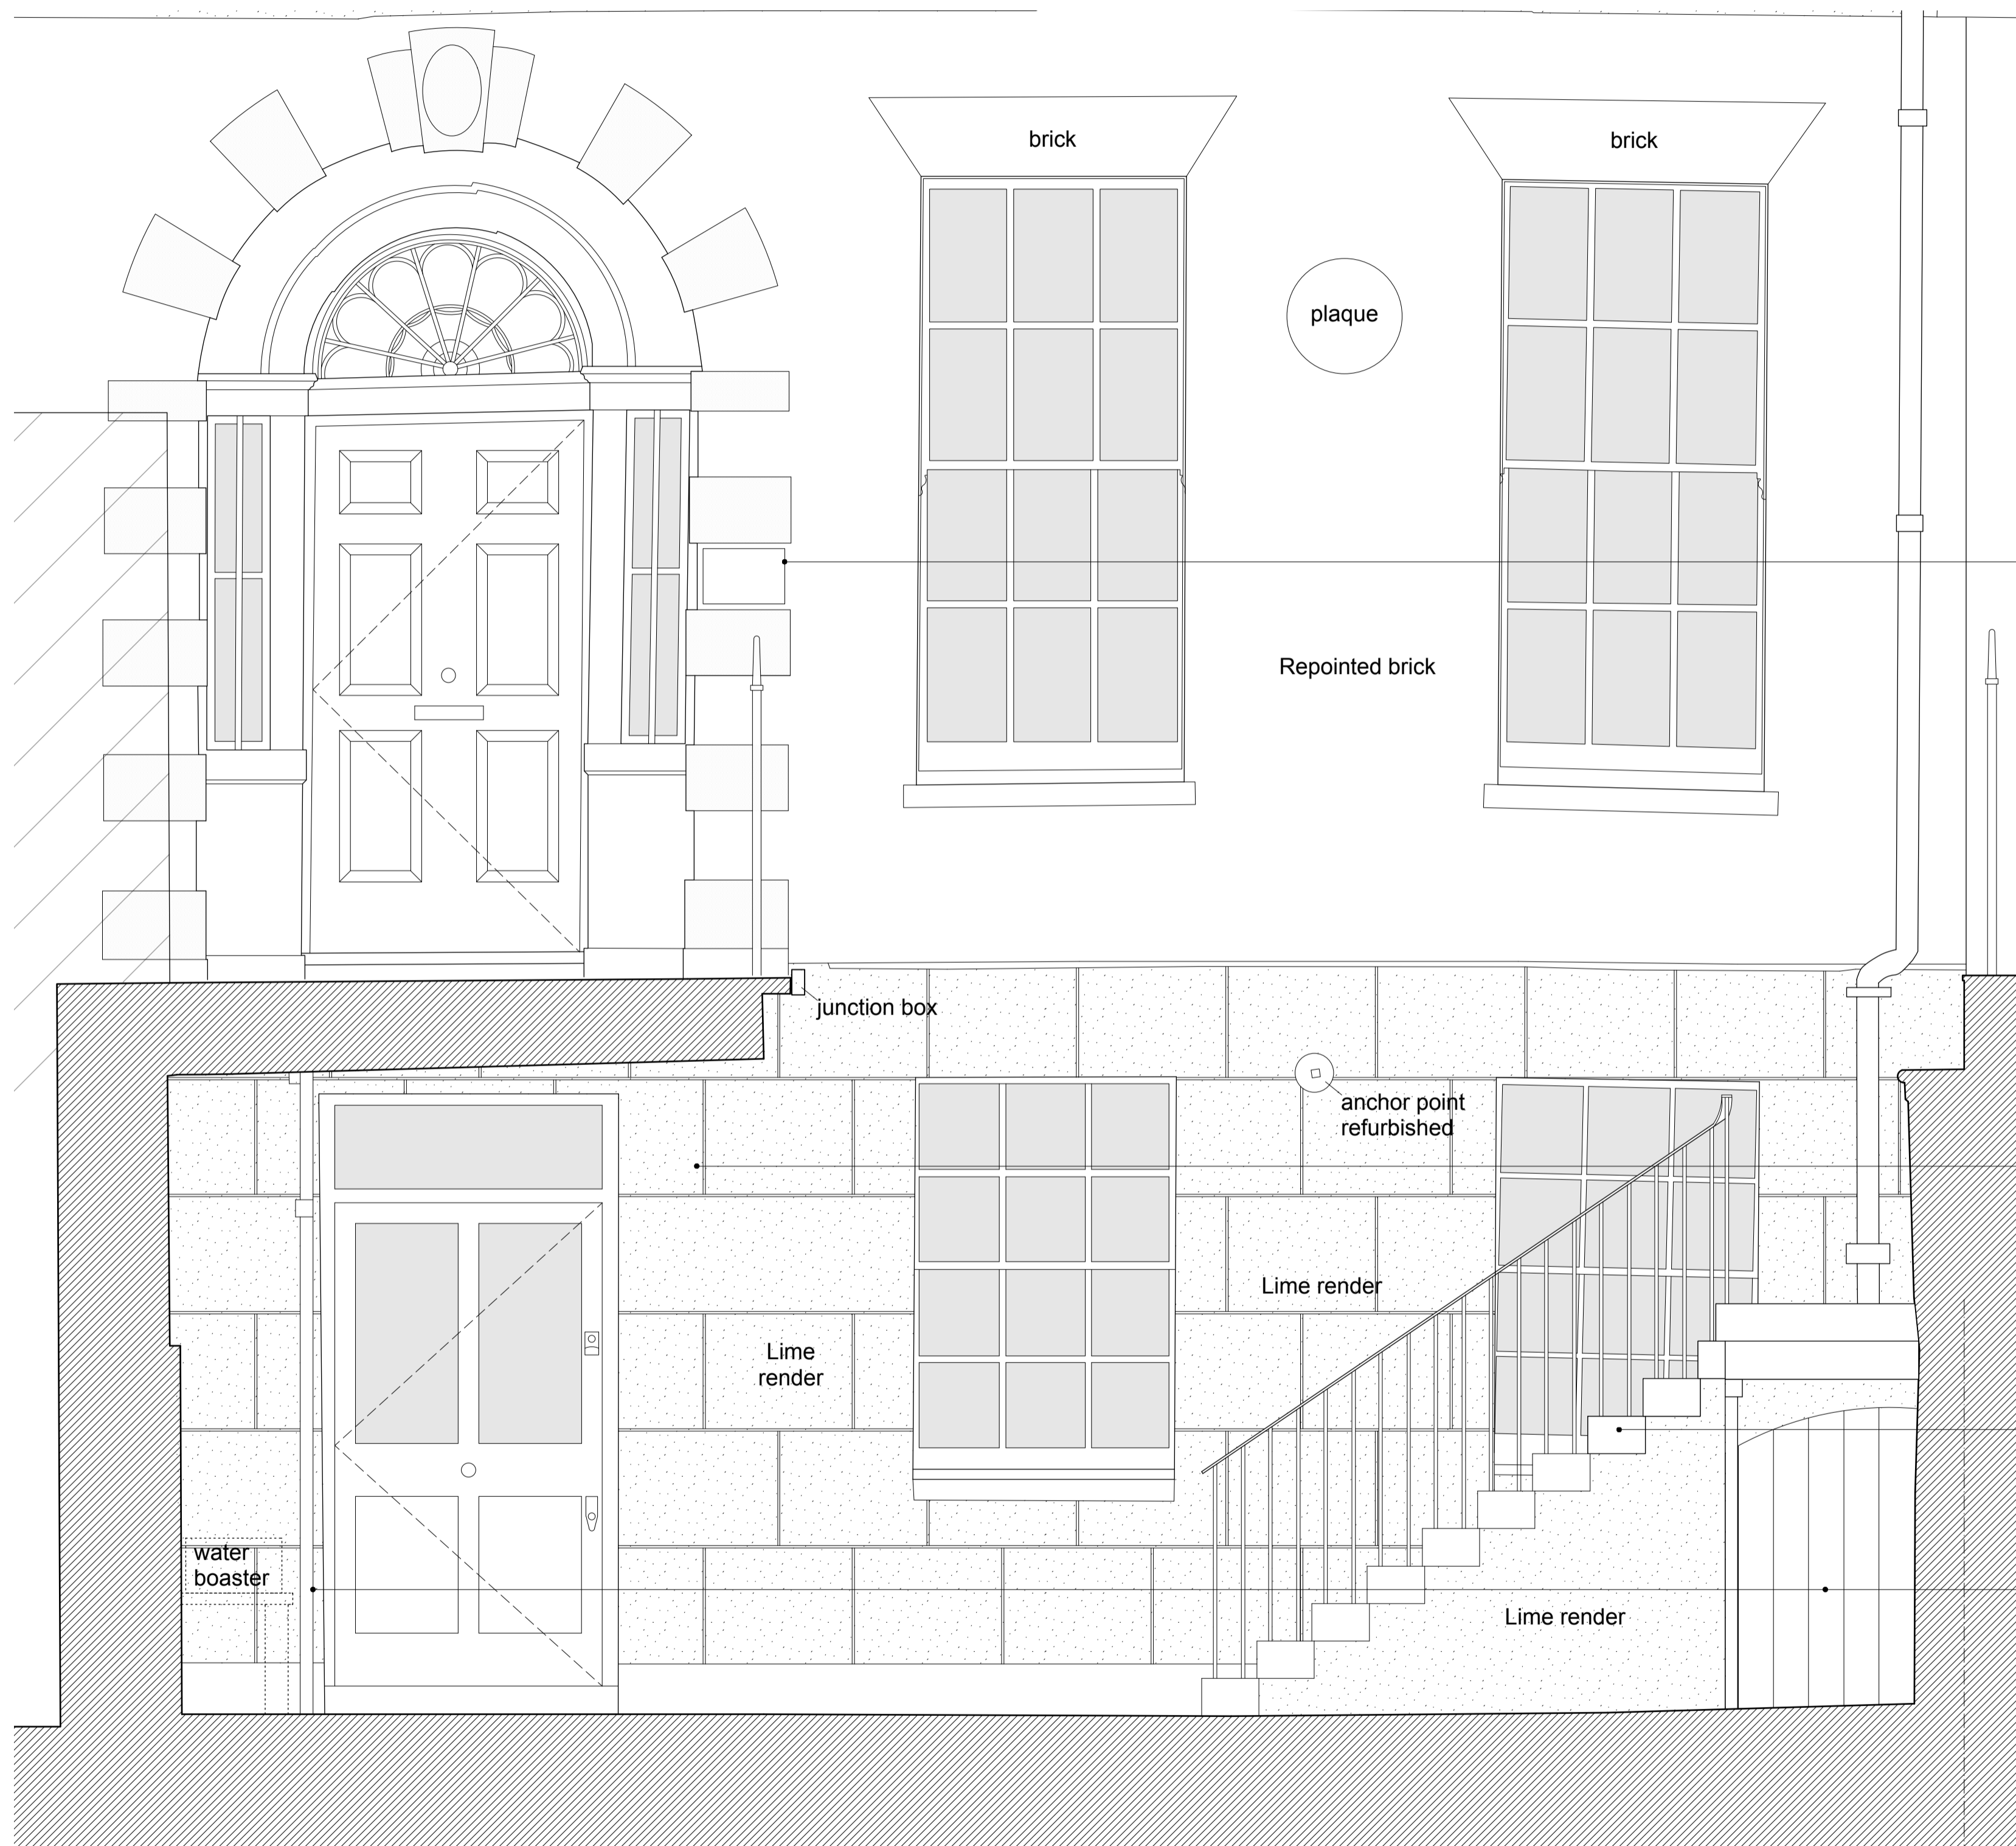 brick
brick
plaque
Repointed brick
junction box
anchor point
refurbished
Lime render
Lime
render
water
boaster
Lime render